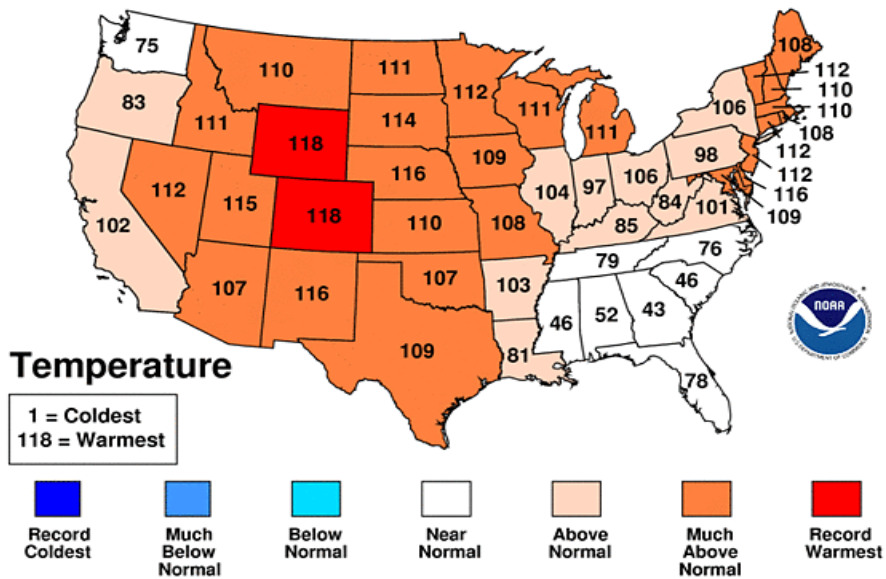 75
108
110
111
112
112
110
83
106
110
111
114
111
111
108
118
109
98
112
116
106
112
112
104
97
116
115
84
101
118
110
109
102
108
85
76
79
107
107
116
103
46
46
52
43
109
81
78
NOAA
Temperature
1 = Coldest
118 = Warmest
Record
Coldest
Much
Below
Normal
Below
Normal
Near
Normal
Above
Normal
Much
Above
Normal
Record
Warmest